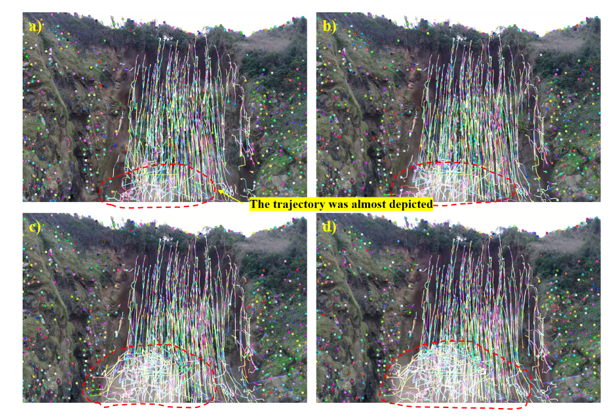 a)
b)
The trajectory was almost depicted
c)
d)